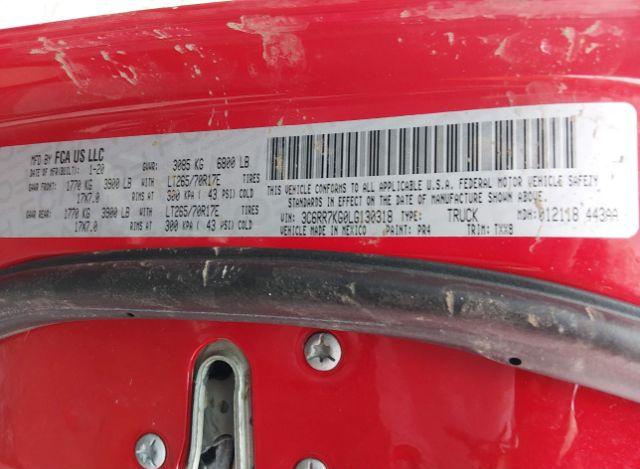 MFD BY FCA US LLC
DATE OF MFD(BUILT): 1-20 GVWR: 3085 KG 6800 LB
GAWR FRONT: 1770 KG 3900 LB WITH LT265/70R17E TIRES
17X7.0 RIMS AT 300 KPA ( 43 PSI) COLD
GAWR REAR: 1770 KG 3900 LB WITH LT265/70R17E TIRES
17X7.0 RIMS AT 300 KPA ( 43 PSI) COLD
THIS VEHICLE CONFORMS TO ALL APPLICABLE U.S.A. FEDERAL MOTOR VEHICLE SAFETY
STANDARDS IN EFFECT ON THE DATE OF MANUFACTURE SHOWN ABOVE.
VIN: 3C6RR7KG0LG130318 TYPE: TRUCK MDH: 012118 443AA
VEHICLE MADE IN MEXICO PAINT: PR4 TRIM: TXX8